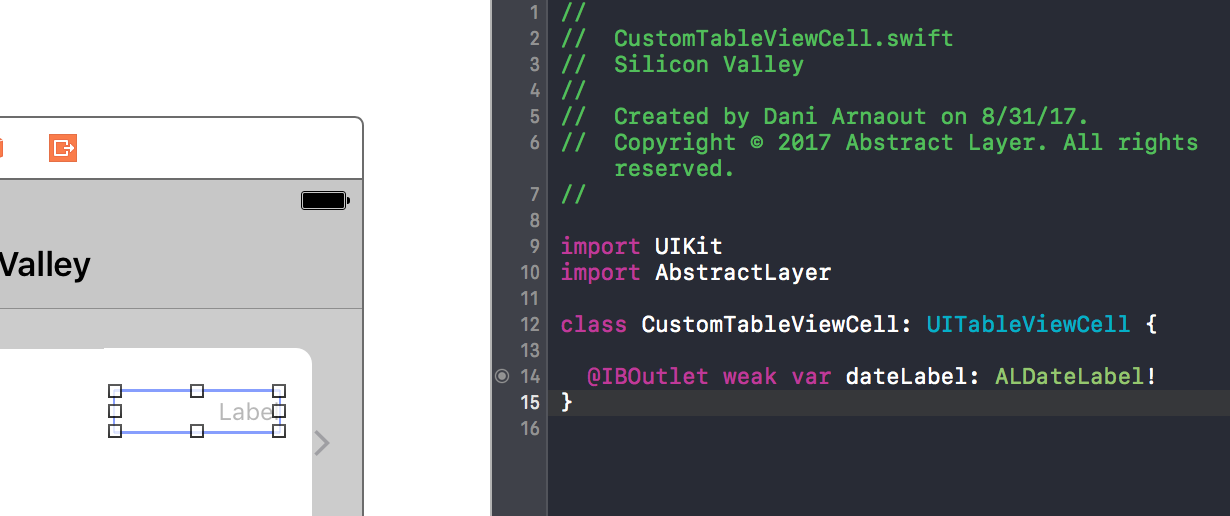 Valley
Label
1 //
2 // CustomTableViewCell.swift
3 // Silicon Valley
4 //
5 // Created by Dani Arnaout on 8/31/17.
6 // Copyright © 2017 Abstract Layer. All rights
reserved.
7 //
8
9 import UIKit
10 import AbstractLayer
11
12 class CustomTableViewCell: UITableViewCell {
13
14 @IBOutlet weak var dateLabel: ALDateLabel!
15 }
16